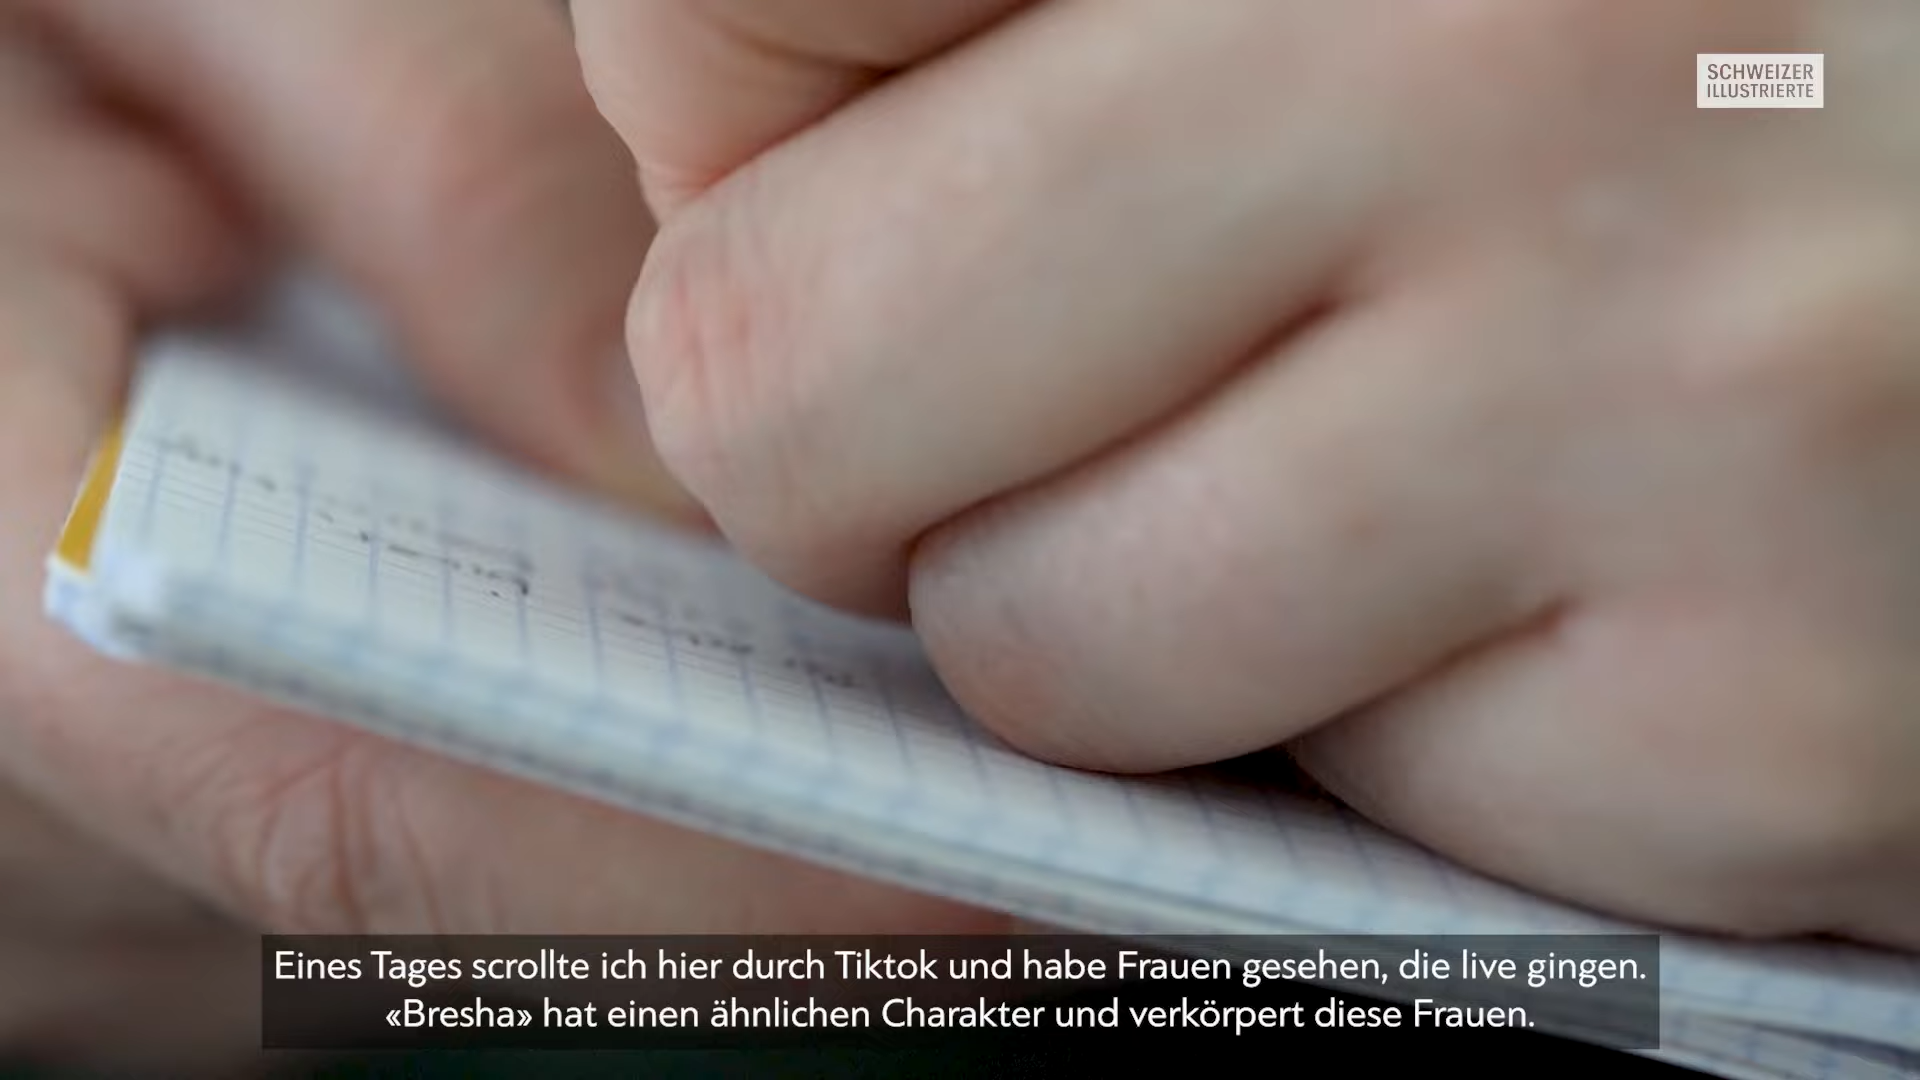 SCHWEIZER
ILLUSTRIERTE
Eines Tages scrollte ich hier durch Tiktok und habe Frauen gesehen, die live gingen.
«Bresha» hat einen ähnlichen Charakter und verkörpert diese Frauen.